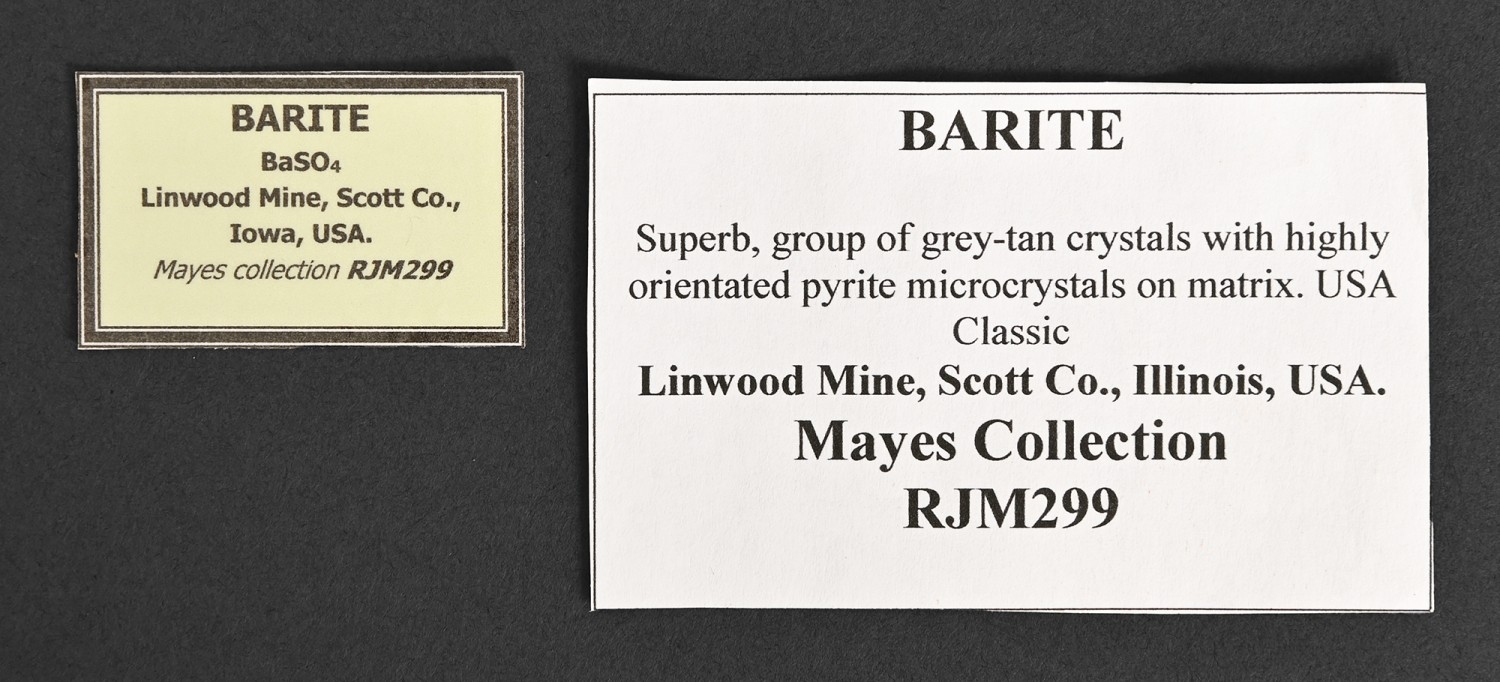 BARITE
BaSO₄
Linwood Mine, Scott Co.,
Iowa, USA.
Mayes collection RJM299
BARITE
Superb, group of grey-tan crystals with highly
orientated pyrite microcrystals on matrix. USA
Classic
Linwood Mine, Scott Co., Illinois, USA.
Mayes Collection
RJM299